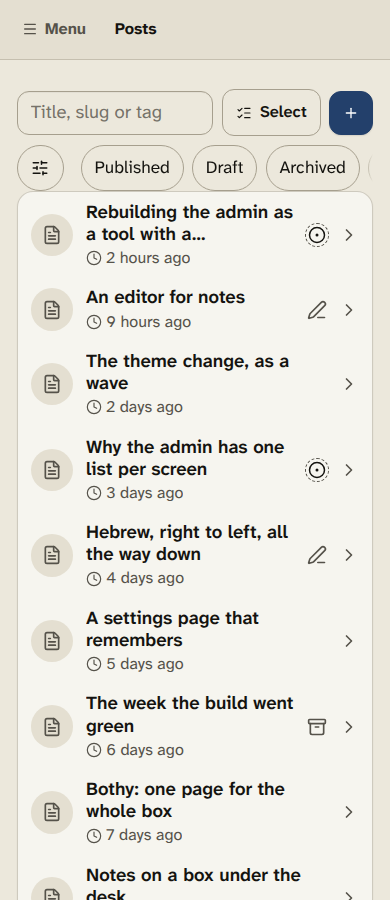 Menu
Posts
Title, slug or tag
Select
Published
Draft
Archived
Rebuilding the admin as
a tool with a...
2 hours ago
An editor for notes
9 hours ago
The theme change, as a
wave
2 days ago
Why the admin has one
list per screen
3 days ago
Hebrew, right to left, all
the way down
4 days ago
A settings page that
remembers
5 days ago
The week the build went
green
6 days ago
Bothy: one page for the
whole box
7 days ago
Notes on a box under the
desk